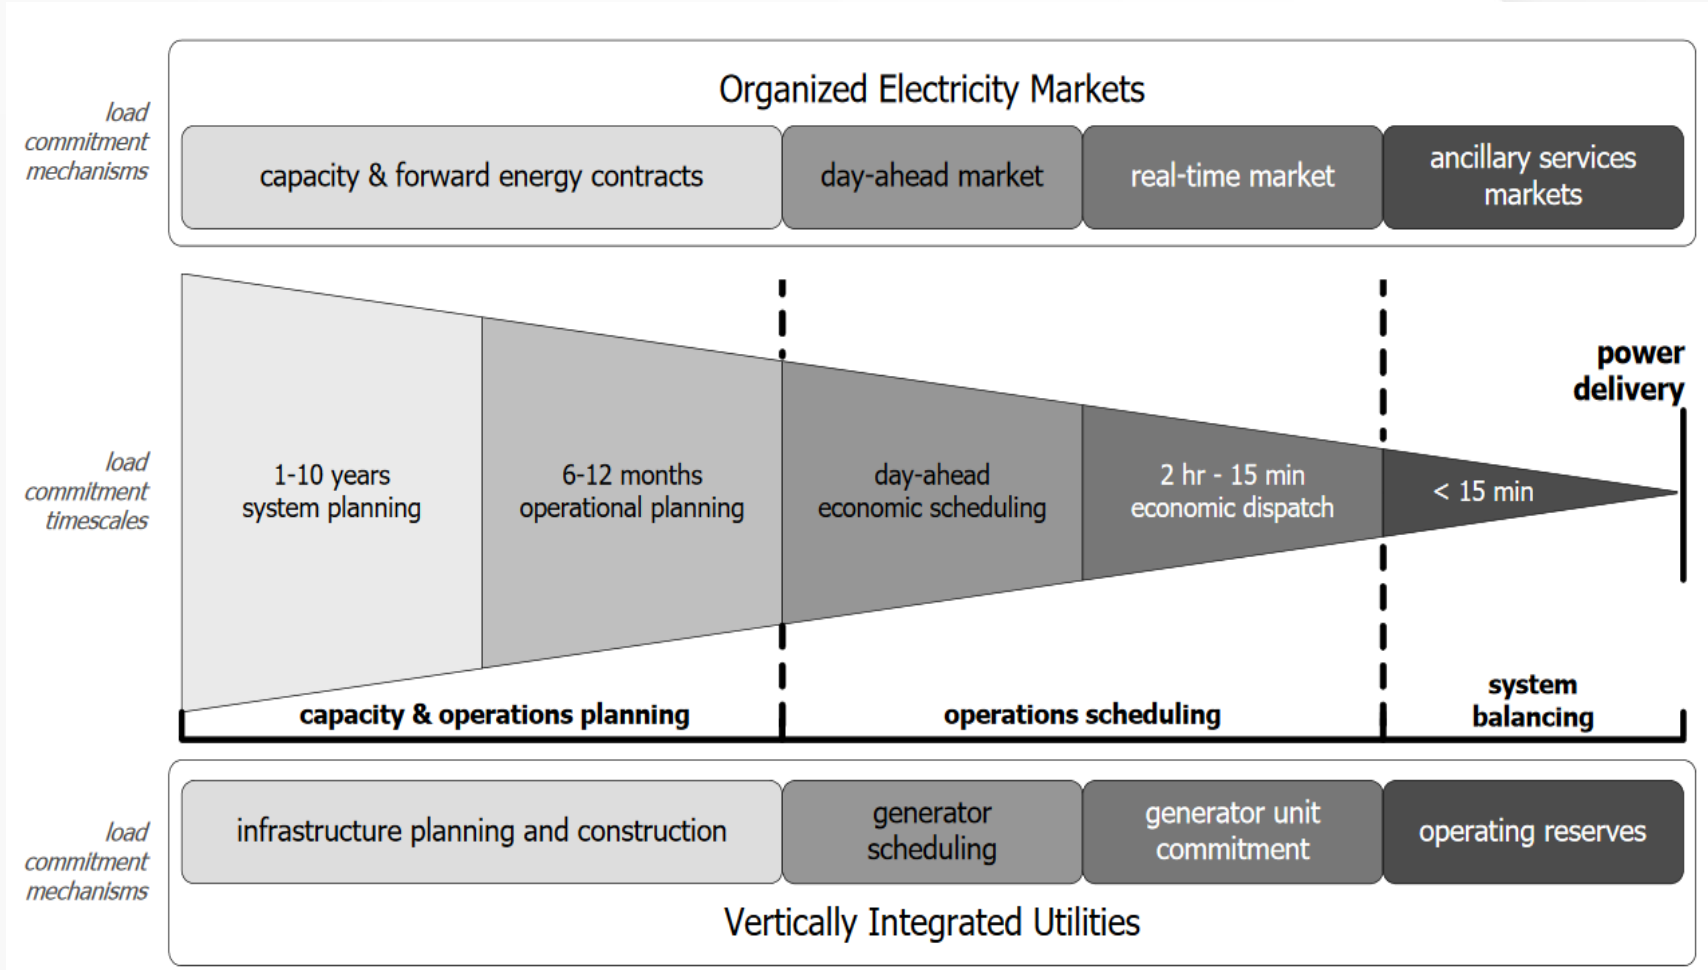 Organized Electricity Markets
load
commitment
mechanisms
capacity & forward energy contracts
day-ahead market
real-time market
ancillary services
markets
power
delivery
load
commitment
timescales
1-10 years
system planning
6-12 months
operational planning
day-ahead
economic scheduling
2 hr - 15 min
economic dispatch
< 15 min
capacity & operations planning
operations scheduling
system
balancing
load
commitment
mechanisms
infrastructure planning and construction
generator
scheduling
generator unit
commitment
operating reserves
Vertically Integrated Utilities